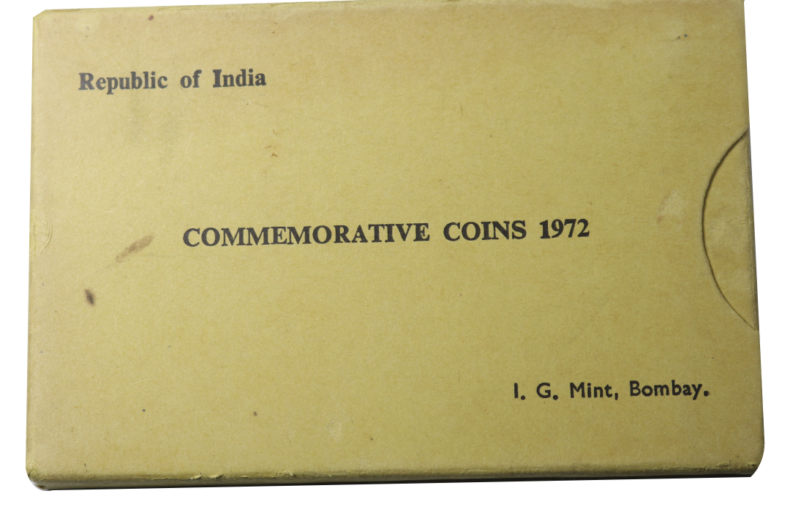 Republic of India
COMMEMORATIVE COINS 1972
I. G. Mint, Bombay.